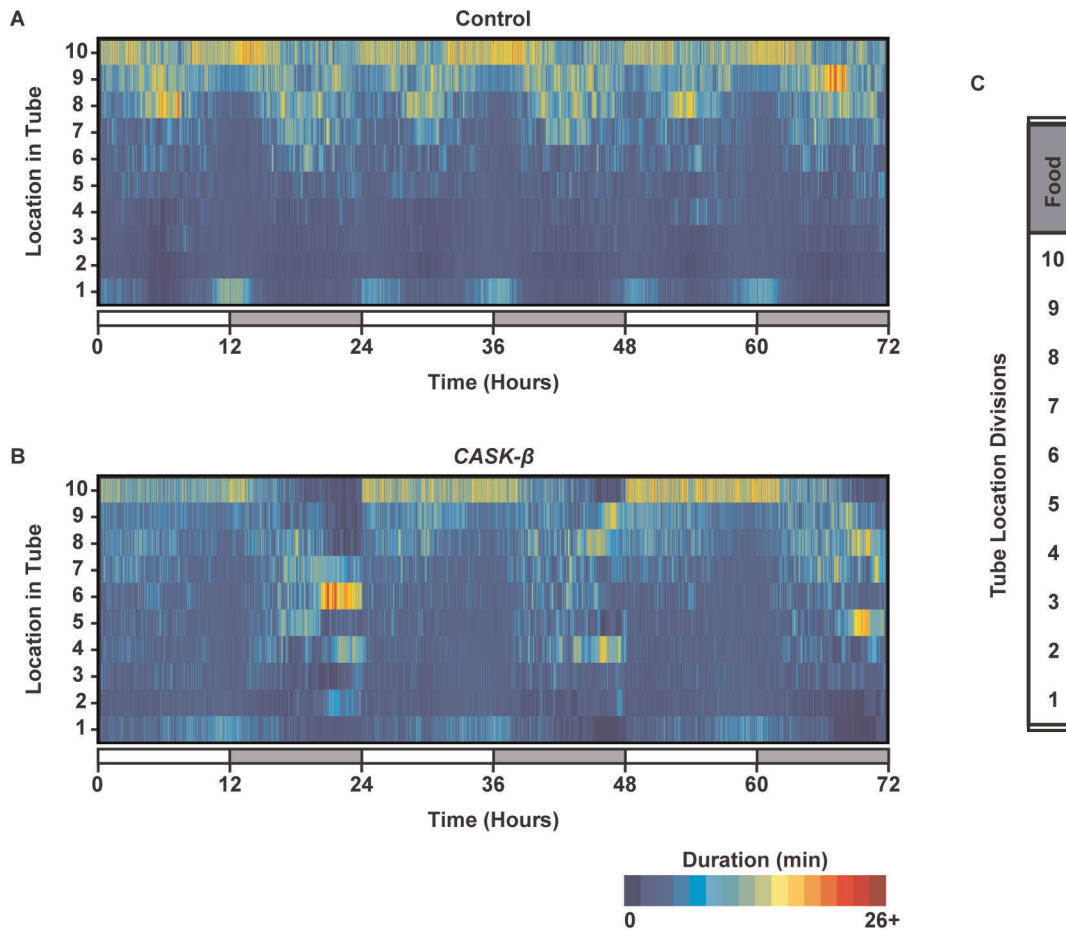 A
Control
Location in Tube
10
9
8
7
6
5
4
3
2
1
0 12 24 36 48 60 72
Time (Hours)
B
CASK-β
Location in Tube
10
9
8
7
6
5
4
3
2
1
0 12 24 36 48 60 72
Time (Hours)
Duration (min)
0 26+
C
Tube Location Divisions
Food
10
9
8
7
6
5
4
3
2
1